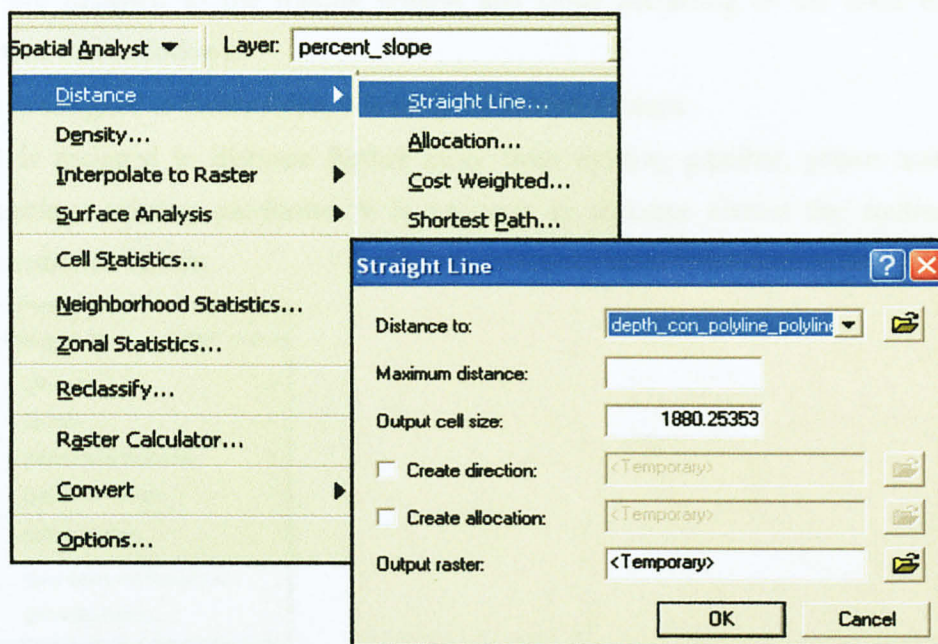 Spatial Analyst Layer: percent_slope
Distance
Density...
Interpolate to Raster
Surface Analysis
Cell Statistics...
Neighborhood Statistics...
Zonal Statistics...
Reclassify...
Raster Calculator...
Convert
Options...
Straight Line...
Allocation...
Cost Weighted...
Shortest Path...
Straight Line
Distance to: depth_con_polyline_polyline
Maximum distance:
Output cell size: 1880.25353
Create direction: <Temporary>
Create allocation: <Temporary>
Output raster: <Temporary>
OK Cancel